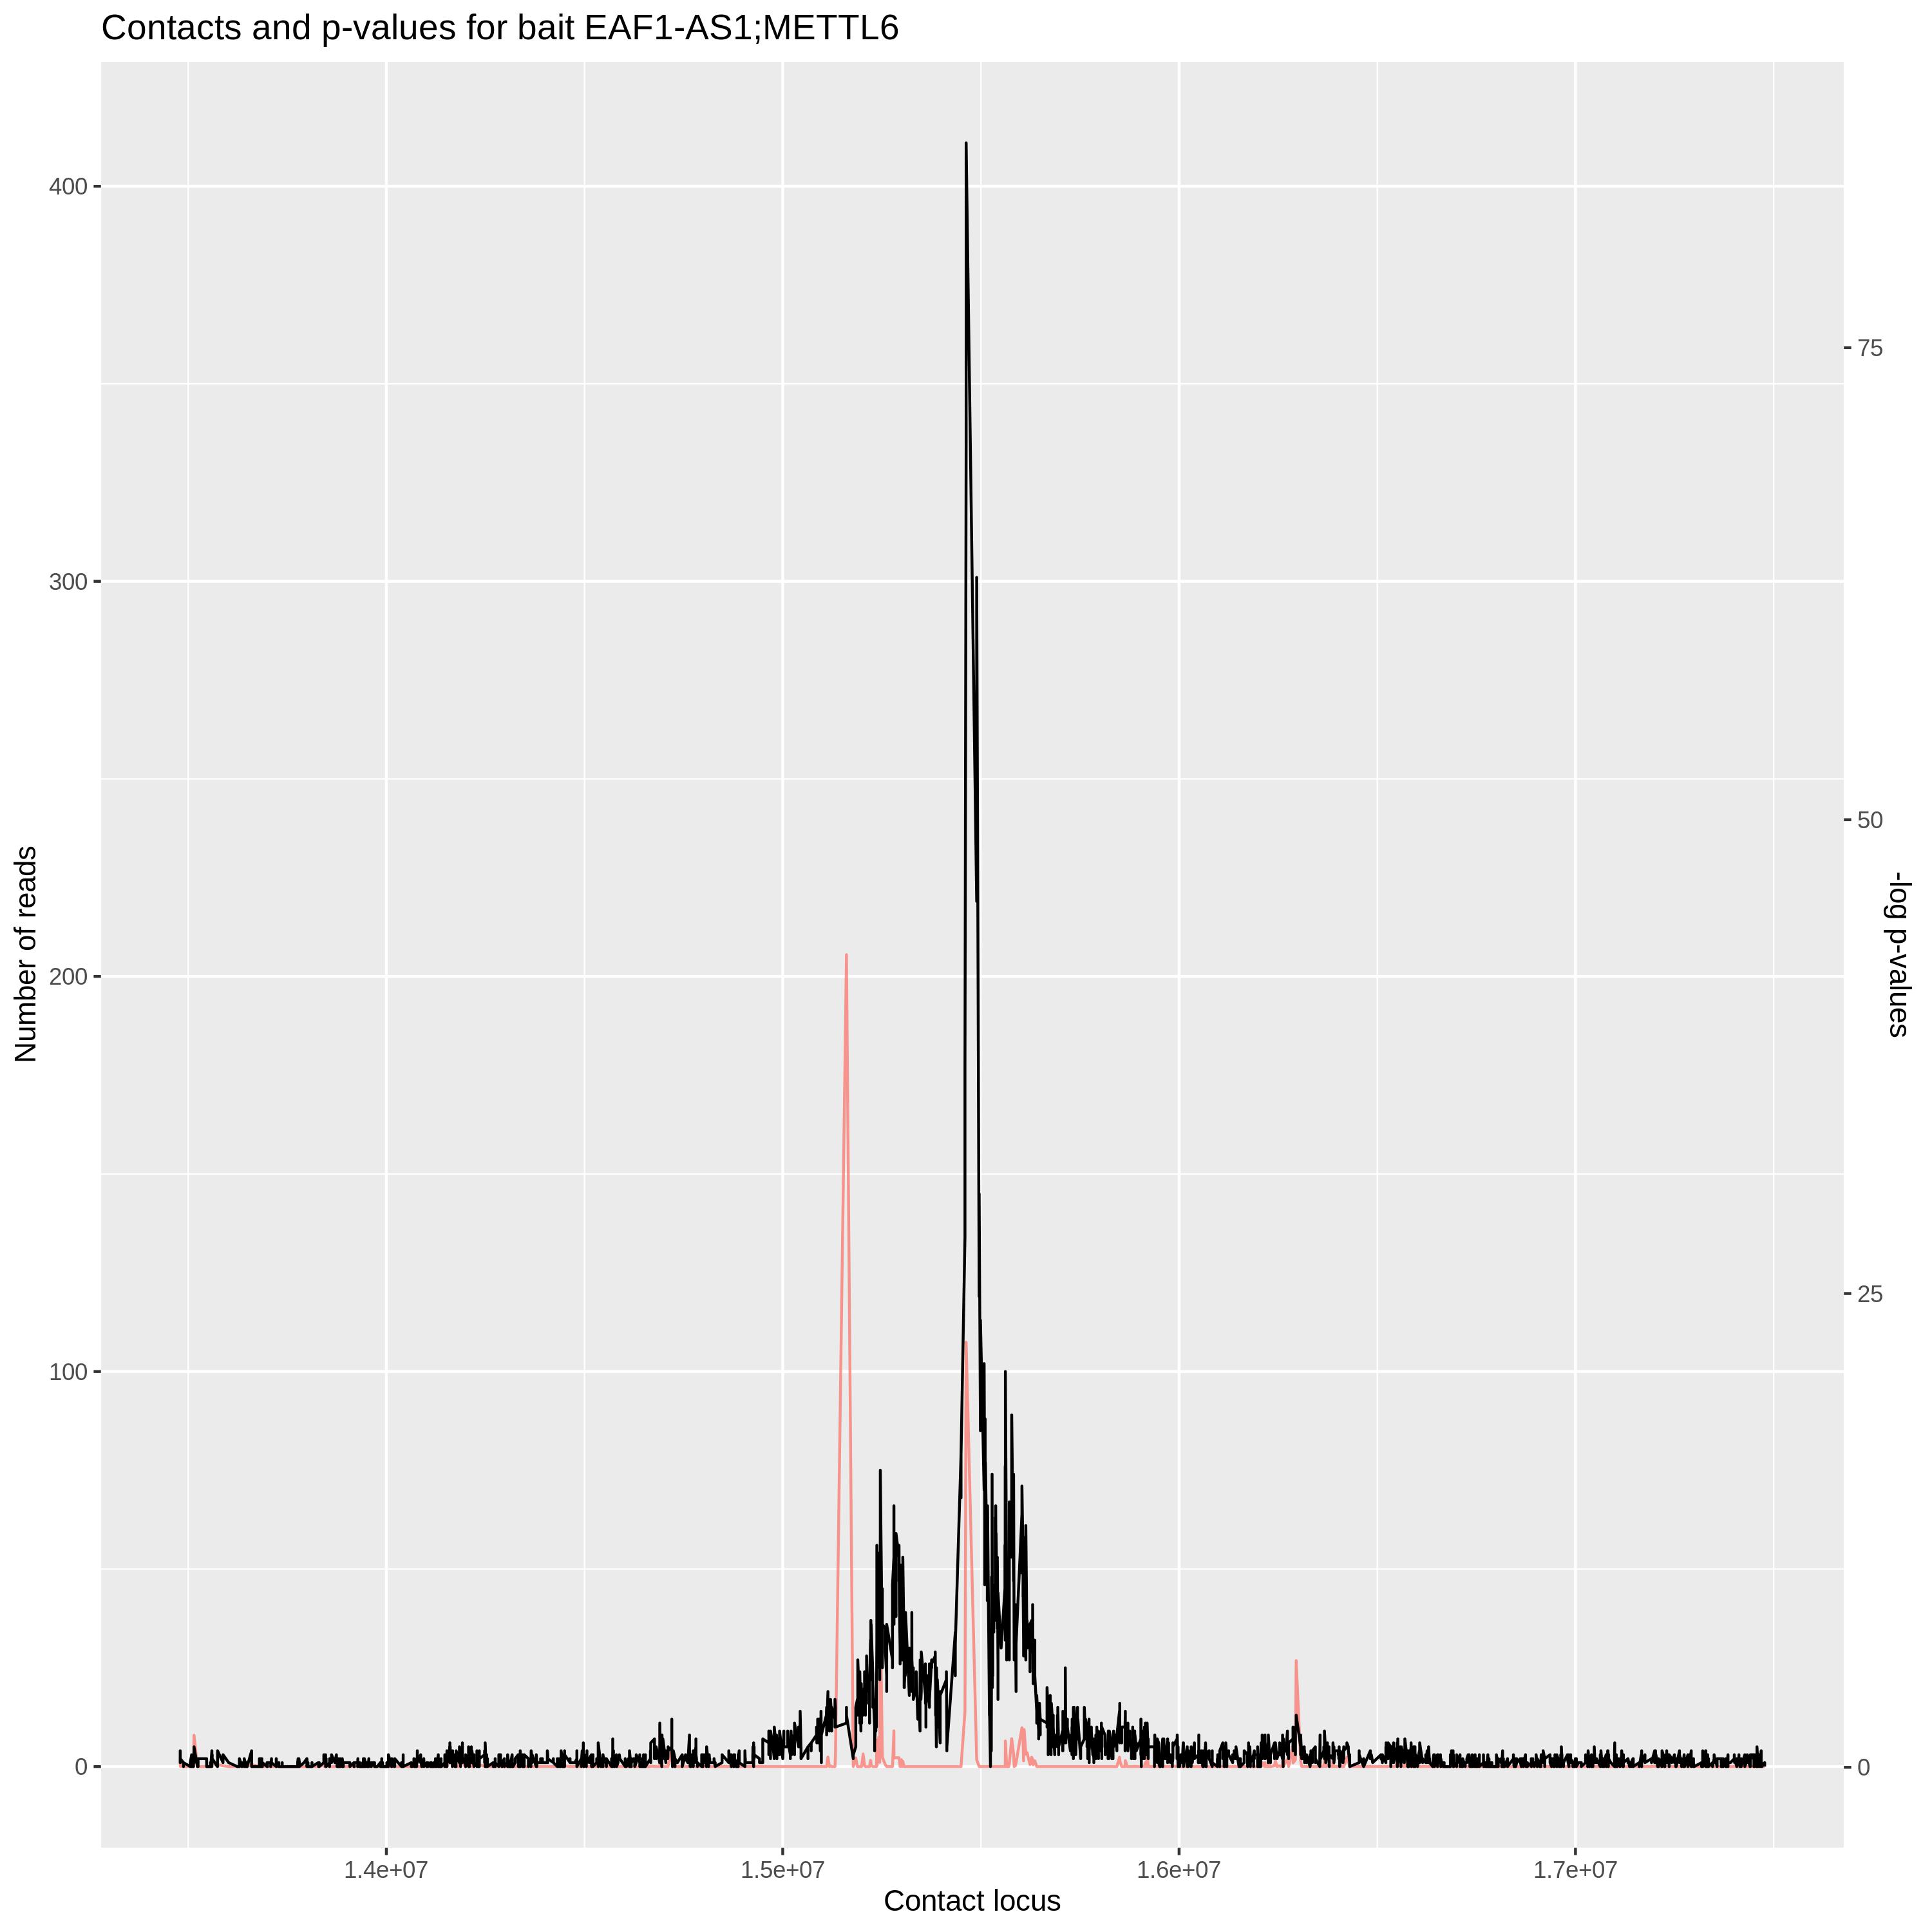 Contacts and p-values for bait EAF1-AS1;METTL6
400
300
200
100
0
Number of reads
75
50
25
0
-log p-values
1.4e+07
1.5e+07
1.6e+07
1.7e+07
Contact locus